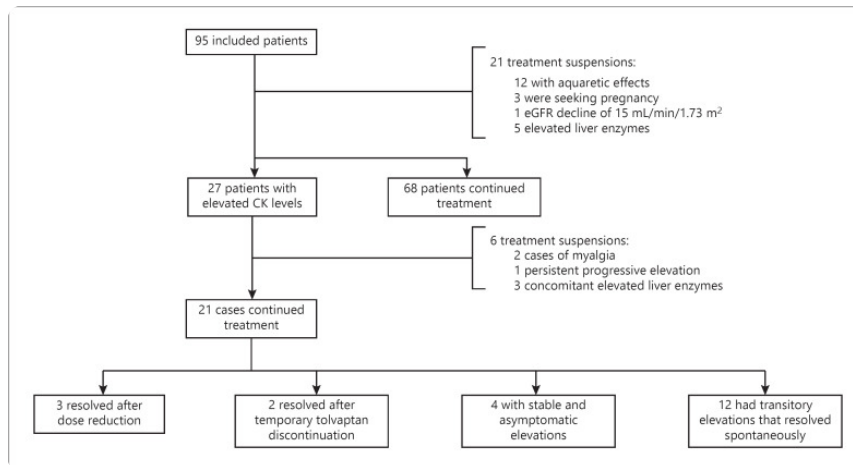 95 included patients
21 treatment suspensions:
12 with aquaretic effects
3 were seeking pregnancy
1 eGFR decline of 15 mL/min/1.73 m²
5 elevated liver enzymes
27 patients with
elevated CK levels
68 patients continued
treatment
6 treatment suspensions:
2 cases of myalgia
1 persistent progressive elevation
3 concomitant elevated liver enzymes
21 cases continued
treatment
3 resolved after
dose reduction
2 resolved after
temporary tolvaptan
discontinuation
4 with stable and
asymptomatic
elevations
12 had transitory
elevations that resolved
spontaneously